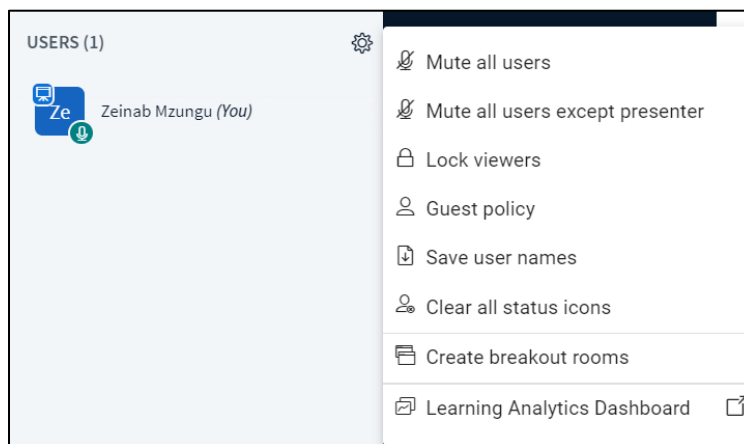 USERS (1)
Ze
Zeinab Mzungu (You)
Mute all users
Mute all users except presenter
Lock viewers
Guest policy
Save user names
Clear all status icons
Create breakout rooms
Learning Analytics Dashboard